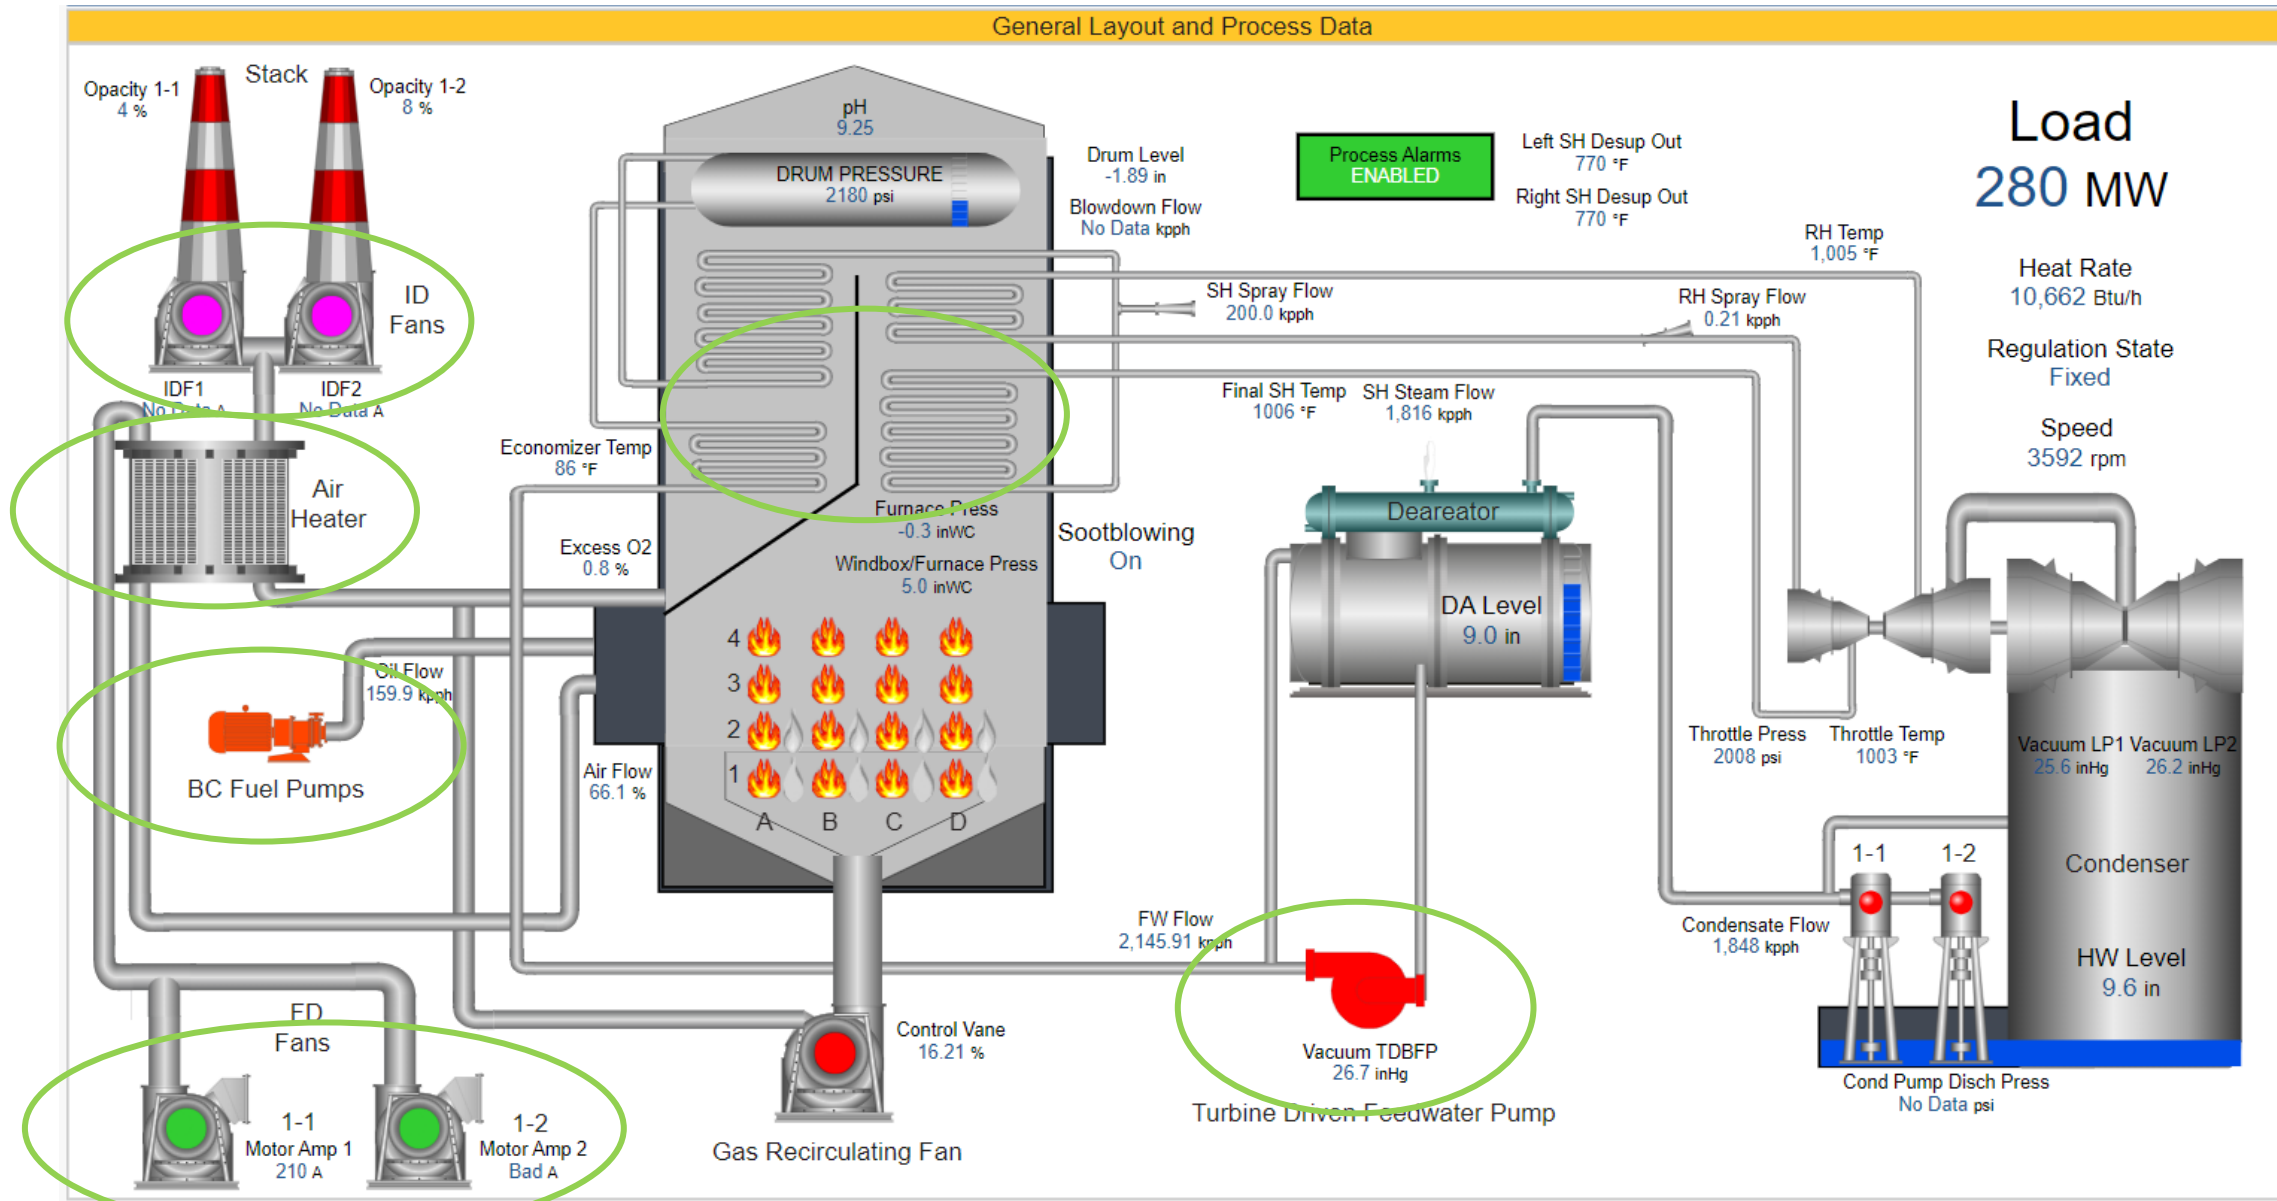 General Layout and Process Data
Stack
Opacity 1-1
4 %
Opacity 1-2
8 %
ID
Fans
IDF1
No Data A
IDF2
No Data A
Air
Heater
Oil Flow
159.9 kpph
BC Fuel Pumps
FD
Fans
1-1
Motor Amp 1
210 A
1-2
Motor Amp 2
Bad A
pH
9.25
DRUM PRESSURE
2180 psi
Drum Level
-1.89 in
Blowdown Flow
No Data kpph
Economizer Temp
86 °F
Excess O2
0.8 %
Furnace Press
-0.3 inWC
Windbox/Furnace Press
5.0 inWC
Sootblowing
On
4
3
2
1
A B C D
Air Flow
66.1 %
Control Vane
16.21 %
Gas Recirculating Fan
Process Alarms
ENABLED
Left SH Desup Out
770 °F
Right SH Desup Out
770 °F
SH Spray Flow
200.0 kpph
RH Spray Flow
0.21 kpph
RH Temp
1,005 °F
Final SH Temp
1006 °F
SH Steam Flow
1,816 kpph
Deareator
DA Level
9.0 in
FW Flow
2,145.91 kpph
Vacuum TDBFP
26.7 inHg
Turbine Driven Feedwater Pump
Load
280 MW
Heat Rate
10,662 Btu/h
Regulation State
Fixed
Speed
3592 rpm
Throttle Press
2008 psi
Throttle Temp
1003 °F
Vacuum LP1
25.6 inHg
Vacuum LP2
26.2 inHg
1-1
1-2
Condenser
Condensate Flow
1,848 kpph
HW Level
9.6 in
Cond Pump Disch Press
No Data psi